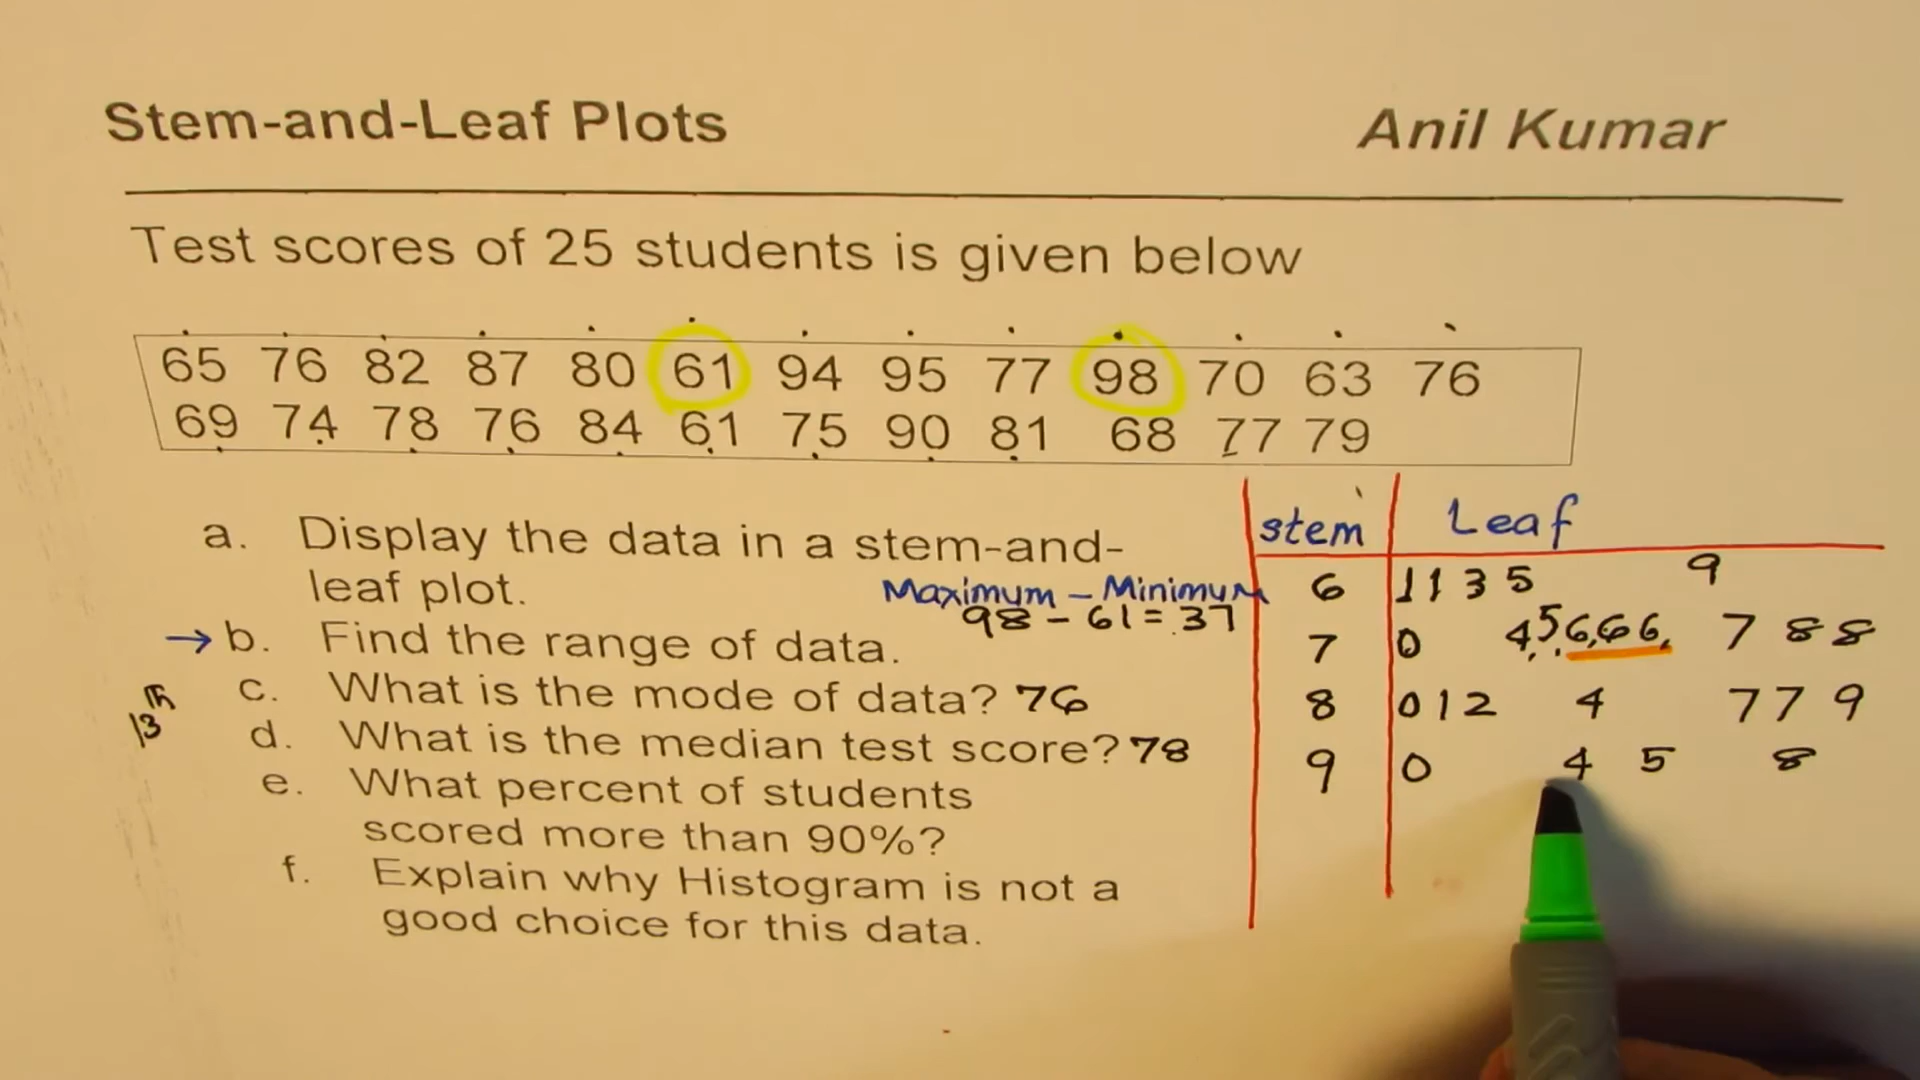 Stem-and-Leaf Plots Anil Kumar
Test scores of 25 students is given below
65 76 82 87 80 61 94 95 77 98 70 63 76
69 74 78 76 84 61 75 90 81 68 77 79
a. Display the data in a stem-and-
leaf plot.
Maximum - Minimum
98 - 61 = 37
→ b. Find the range of data.
c. What is the mode of data? 76
13th
d. What is the median test score? 78
e. What percent of students
scored more than 90%?
f. Explain why Histogram is not a
good choice for this data.
stem Leaf
6 1 1 3 5 9
7 0 4, 5, 6, 6 6, 7 8 8
8 0 1 2 4 7 7 9
9 0 4 5 8